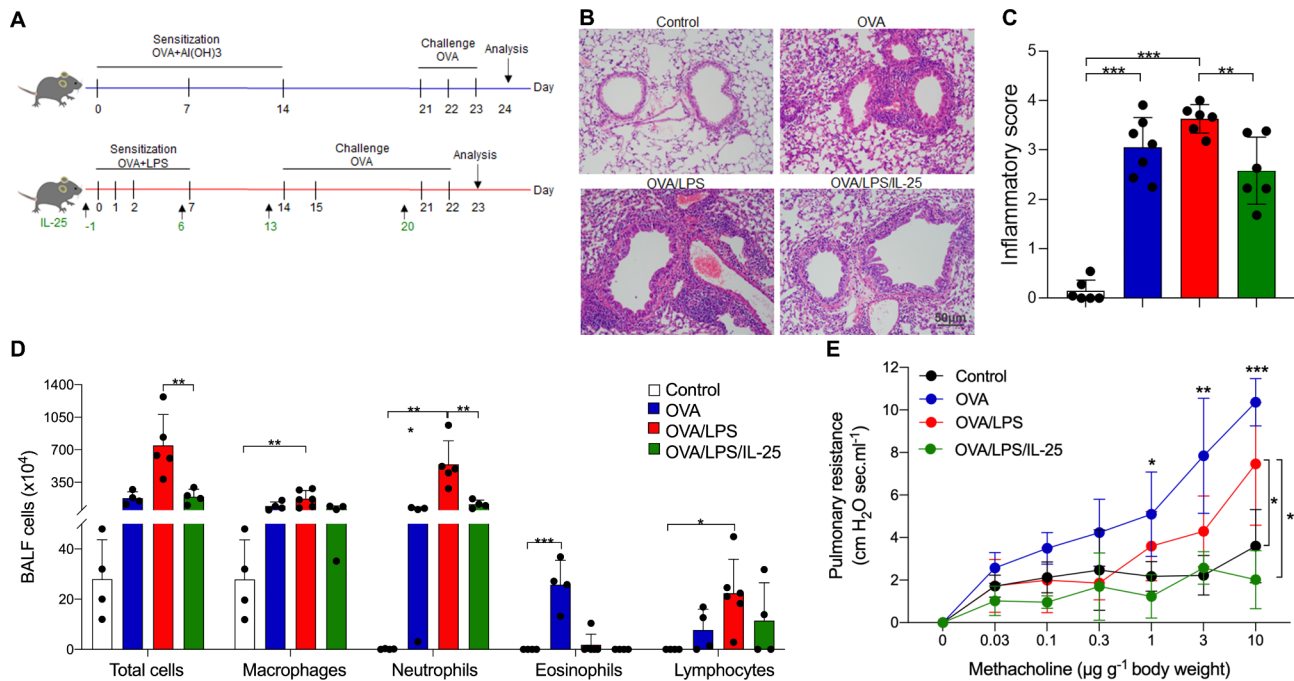 A
Sensitization
OVA+Al(OH)3
Challenge
OVA
Analysis
Day
0 7 14 21 22 23 24
Sensitization
OVA+LPS
Challenge
OVA
Analysis
Day
0 1 2 7 14 15 21 22 23
IL-25 -1 6 13 20
B
Control OVA
OVA/LPS OVA/LPS/IL-25
50µm
C
Inflammatory score
5
4
3
2
1
0
***
*** **
D
BALF cells (x10⁴)
1400
1050
700
350
40
20
0
**
**
** **
*
***
*
Control
OVA
OVA/LPS
OVA/LPS/IL-25
Total cells Macrophages Neutrophils Eosinophils Lymphocytes
E
Pulmonary resistance
(cm H₂O sec.ml⁻¹)
12
10
8
6
4
2
0
Control
OVA
OVA/LPS
OVA/LPS/IL-25
* ** ***
* *
0 0.03 0.1 0.3 1 3 10
Methacholine (µg g⁻¹ body weight)